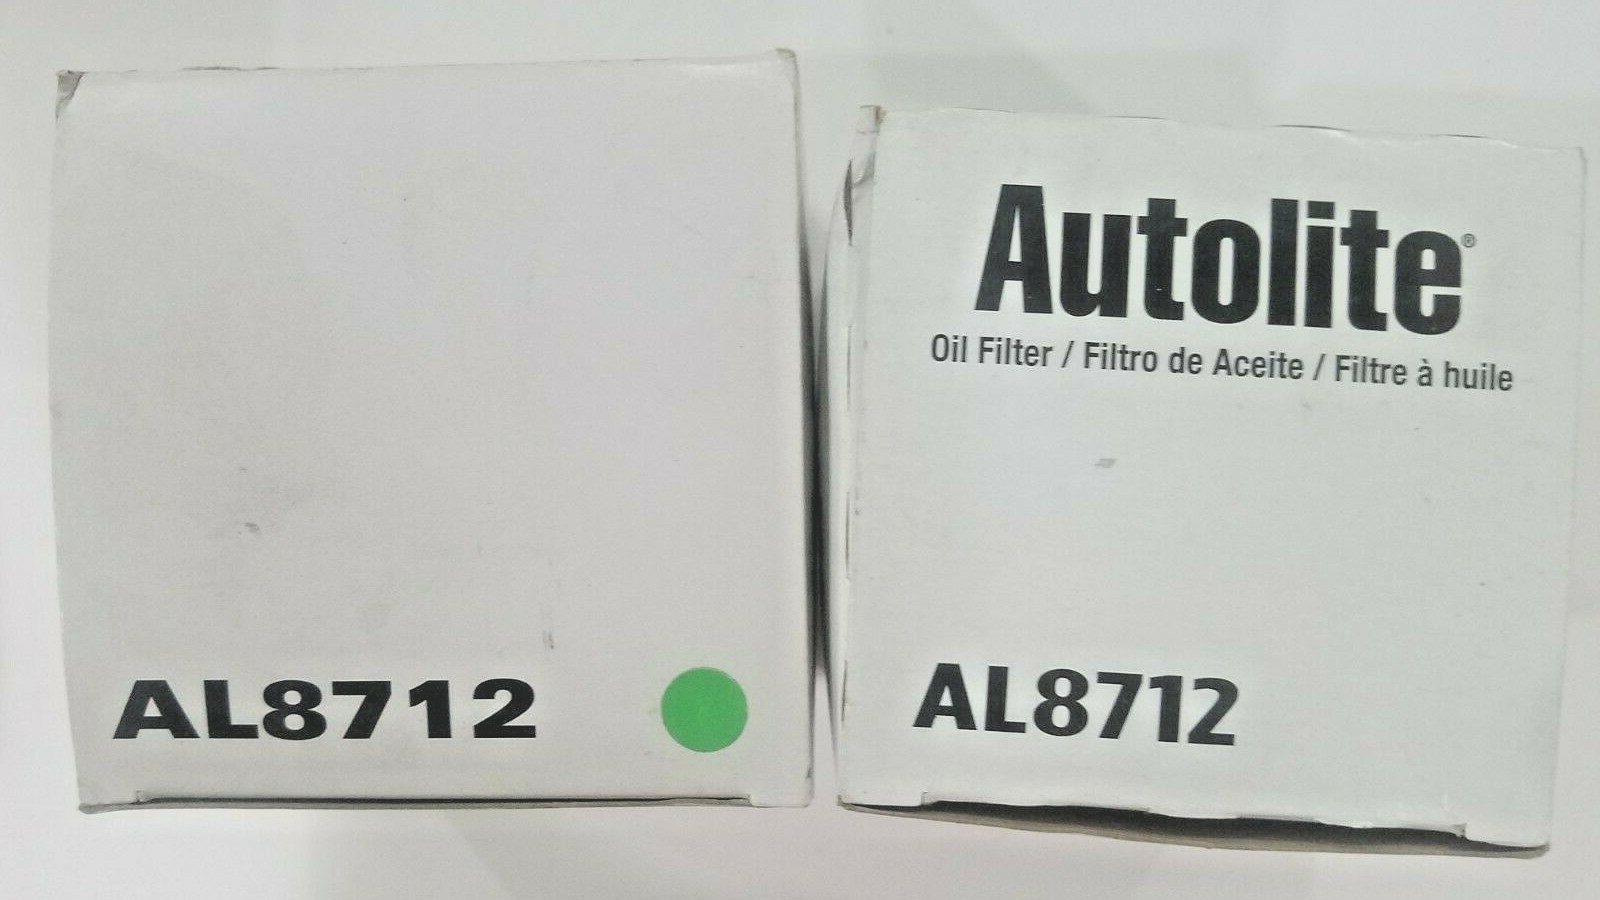 AL8712
Autolite®
Oil Filter / Filtro de Aceite / Filtre à huile
AL8712